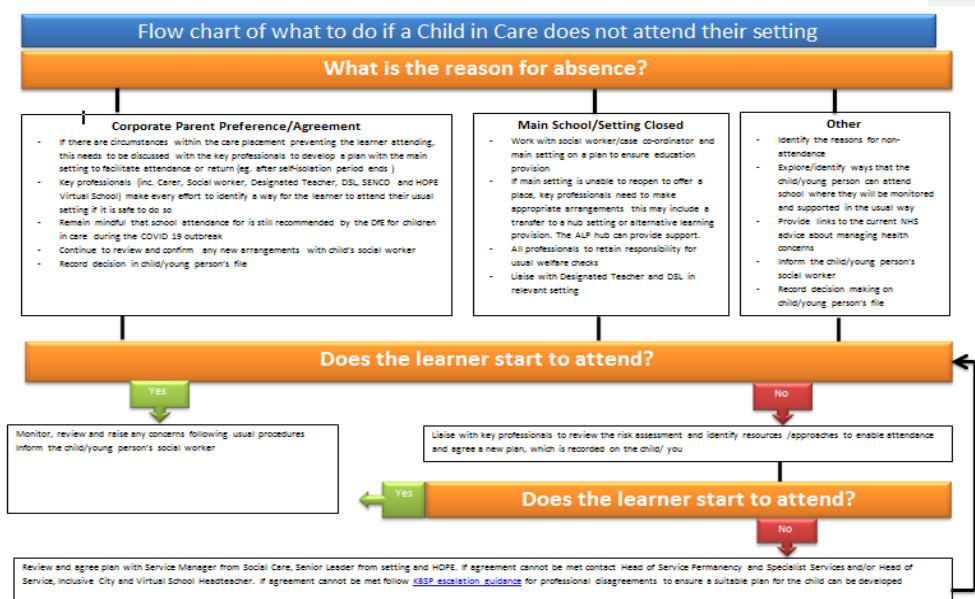 Flow chart of what to do if a Child in Care does not attend their setting
What is the reason for absence?
Corporate Parent Preference/Agreement
- If there are circumstances within the care placement preventing the learner attending,
this needs to be discussed with the key professionals to develop a plan with the main
setting to facilitate attendance or return (eg. after self-isolation period ends )
- Key professionals (inc. Carer, Social worker, Designated Teacher, DSL, SENCO and HOPE
Virtual School) make every effort to identify a way for the learner to attend their usual
setting if it is safe to do so
- Remain mindful that school attendance for is still recommended by the DfE for children
in care during the COVID 19 outbreak
- Continue to review and confirm any new arrangements with child's social worker
- Record decision in child/young person's file
Main School/Setting Closed
- Work with social worker/case co-ordinator and
main setting on a plan to ensure education
provision
- If main setting is unable to reopen to offer a
place, key professionals need to make
appropriate arrangements this may include a
transfer to a hub setting or alternative learning
provision. The ALP hub can provide support.
- All professionals to retain responsibility for
usual welfare checks
- Liaise with Designated Teacher and DSL in
relevant setting
Other
- Identify the reasons for non-
attendance
- Explore/identify ways that the
child/young person can attend
school where they will be monitored
and supported in the usual way
- Provide links to the current NHS
advice about managing health
concerns
- Inform the child/young person's
social worker
- Record decision making on
child/young person's file
Does the learner start to attend?
Yes
No
Monitor, review and raise any concerns following usual procedures
Inform the child/young person's social worker
Liaise with key professionals to review the risk assessment and identify resources /approaches to enable attendance
and agree a new plan, which is recorded on the child/ you
Yes
Does the learner start to attend?
No
Review and agree plan with Service Manager from Social Care, Senior Leader from setting and HOPE. If agreement cannot be met contact Head of Service Permanency and Specialist Services and/or Head of
Service, Inclusive City and Virtual School Headteacher. If agreement cannot be met follow KBSP escalation guidance for professional disagreements to ensure a suitable plan for the child can be developed